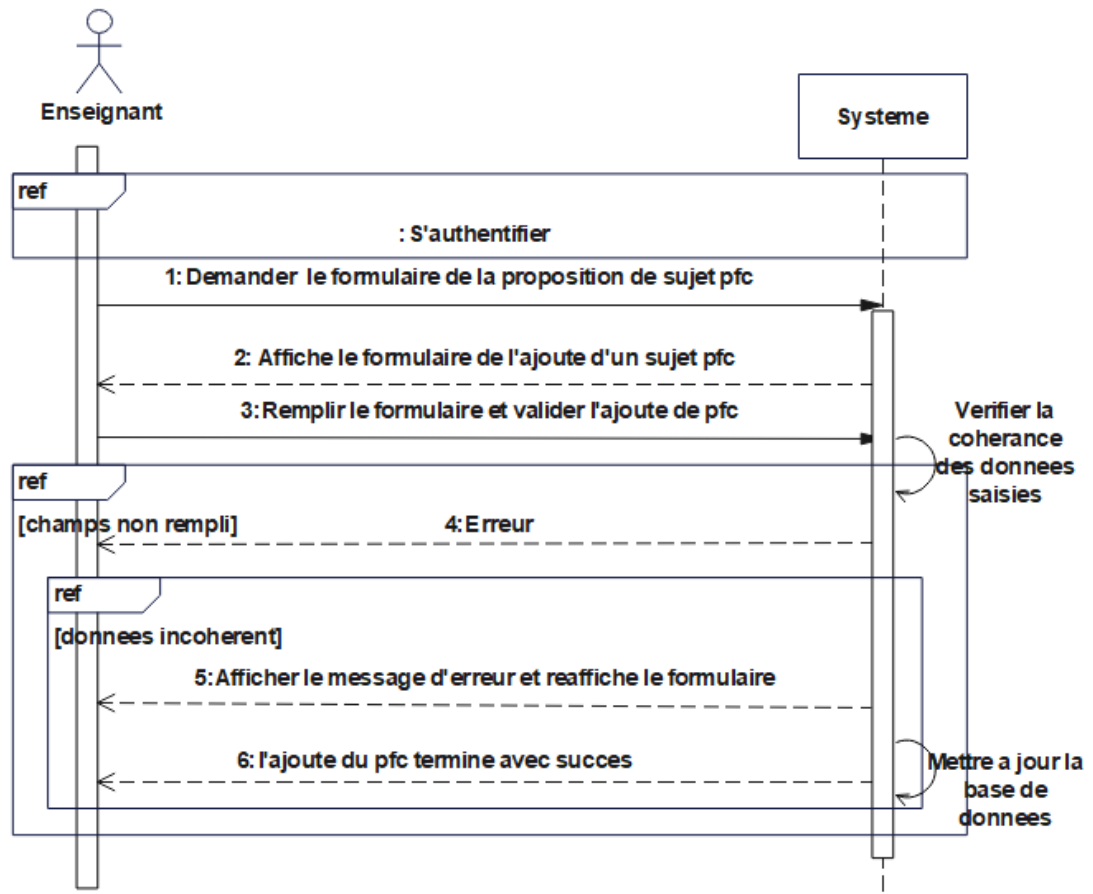 Enseignant
Systeme
ref
: S'authentifier
1: Demander le formulaire de la proposition de sujet pfc
2: Affiche le formulaire de l'ajoute d'un sujet pfc
3:Remplir le formulaire et valider l'ajoute de pfc
Verifier la
coherance
des donnees
saisies
ref
[champs non rempli]
4:Erreur
ref
[donnees incoherent]
5:Afficher le message d'erreur et reaffiche le formulaire
6: l'ajoute du pfc termine avec succes
Mettre a jour la
base de
donnees